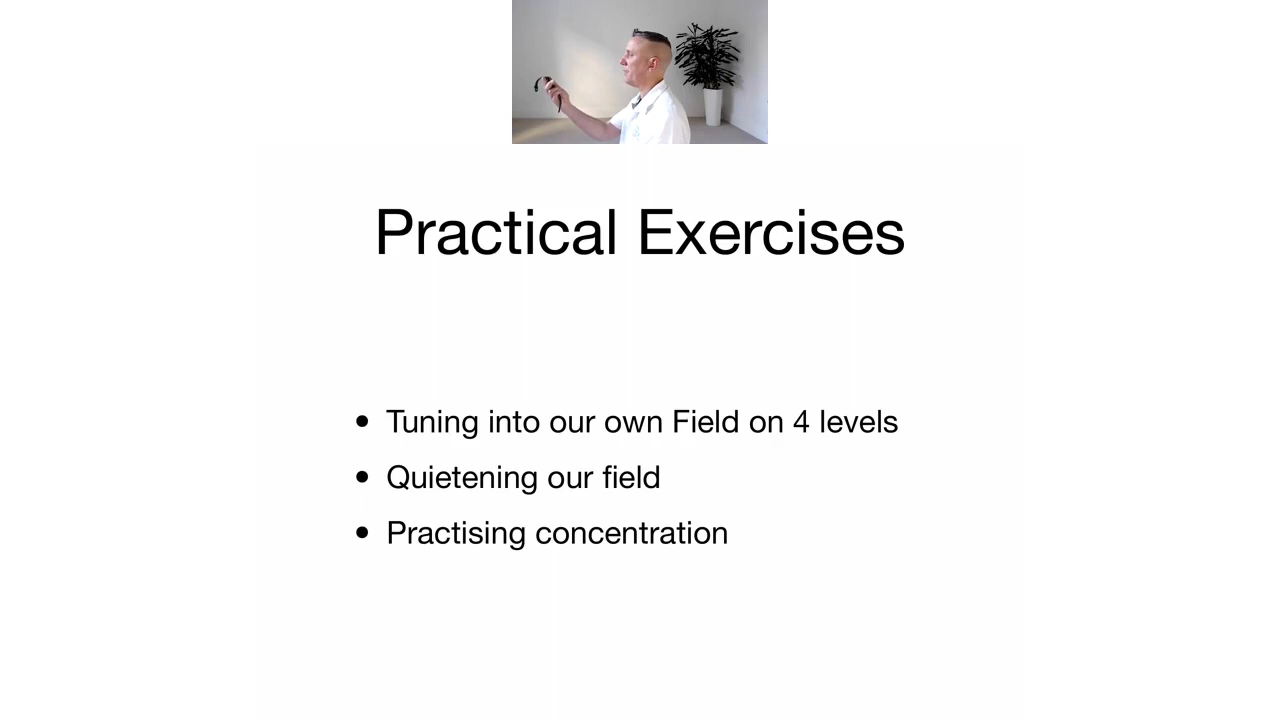 Practical Exercises
• Tuning into our own Field on 4 levels
• Quietening our field
• Practising concentration